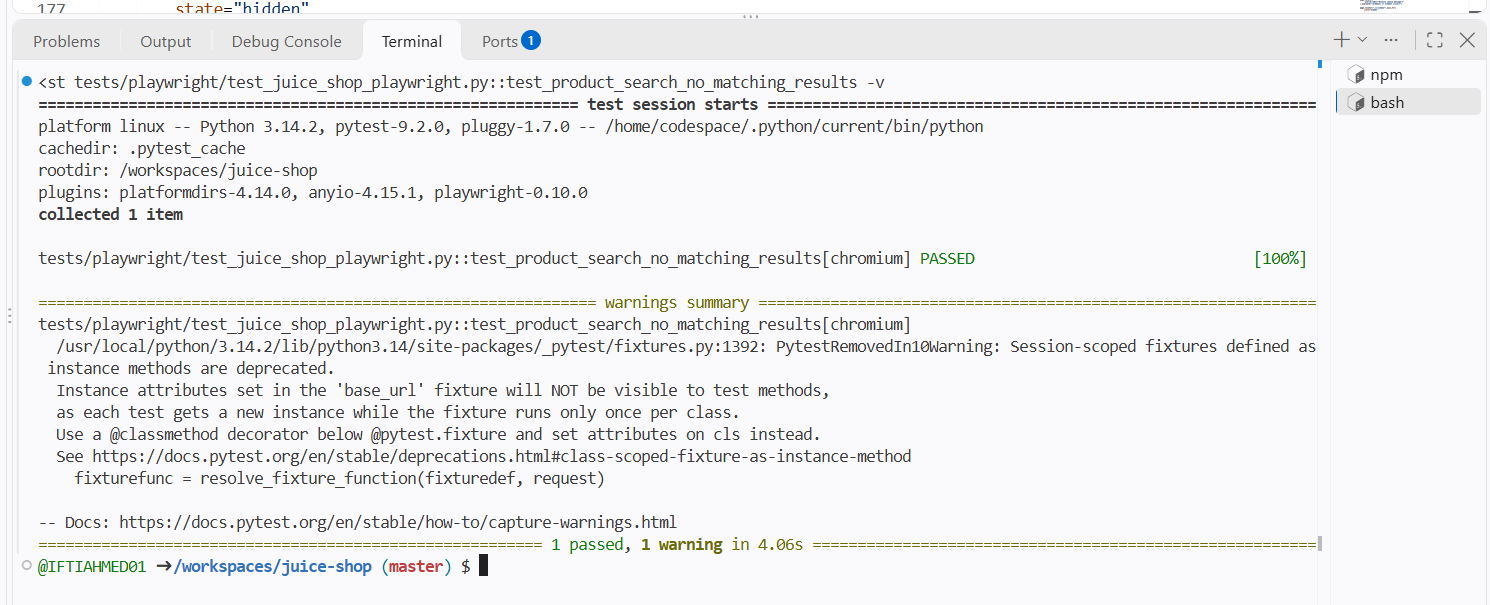 177 state="hidden"
Problems Output Debug Console Terminal Ports 1
npm
bash
<st tests/playwright/test_juice_shop_playwright.py::test_product_search_no_matching_results -v
============================================================ test session starts =============================================================
platform linux -- Python 3.14.2, pytest-9.2.0, pluggy-1.7.0 -- /home/codespace/.python/current/bin/python
cachedir: .pytest_cache
rootdir: /workspaces/juice-shop
plugins: platformdirs-4.14.0, anyio-4.15.1, playwright-0.10.0
collected 1 item
tests/playwright/test_juice_shop_playwright.py::test_product_search_no_matching_results[chromium] PASSED [100%]
============================================================== warnings summary ==============================================================
tests/playwright/test_juice_shop_playwright.py::test_product_search_no_matching_results[chromium]
/usr/local/python/3.14.2/lib/python3.14/site-packages/_pytest/fixtures.py:1392: PytestRemovedIn10Warning: Session-scoped fixtures defined as
instance methods are deprecated.
Instance attributes set in the 'base_url' fixture will NOT be visible to test methods,
as each test gets a new instance while the fixture runs only once per class.
Use a @classmethod decorator below @pytest.fixture and set attributes on cls instead.
See https://docs.pytest.org/en/stable/deprecations.html#class-scoped-fixture-as-instance-method
fixturefunc = resolve_fixture_function(fixturedef, request)
-- Docs: https://docs.pytest.org/en/stable/how-to/capture-warnings.html
======================================================== 1 passed, 1 warning in 4.06s ========================================================
@IFTIAHMED01 ➜/workspaces/juice-shop (master) $